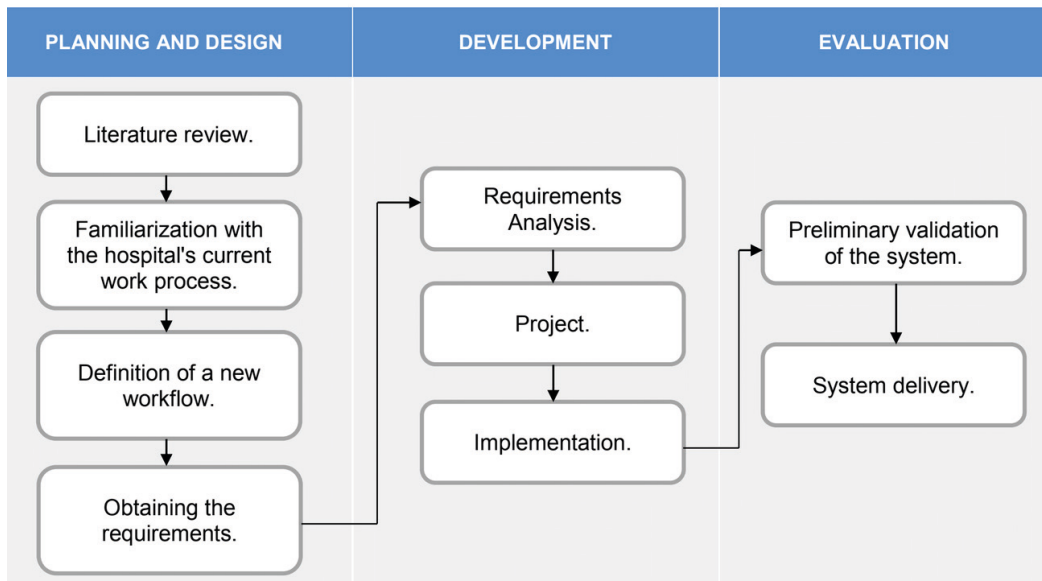 PLANNING AND DESIGN
DEVELOPMENT
EVALUATION
Literature review.
Familiarization with
the hospital's current
work process.
Definition of a new
workflow.
Obtaining the
requirements.
Requirements
Analysis.
Project.
Implementation.
Preliminary validation
of the system.
System delivery.